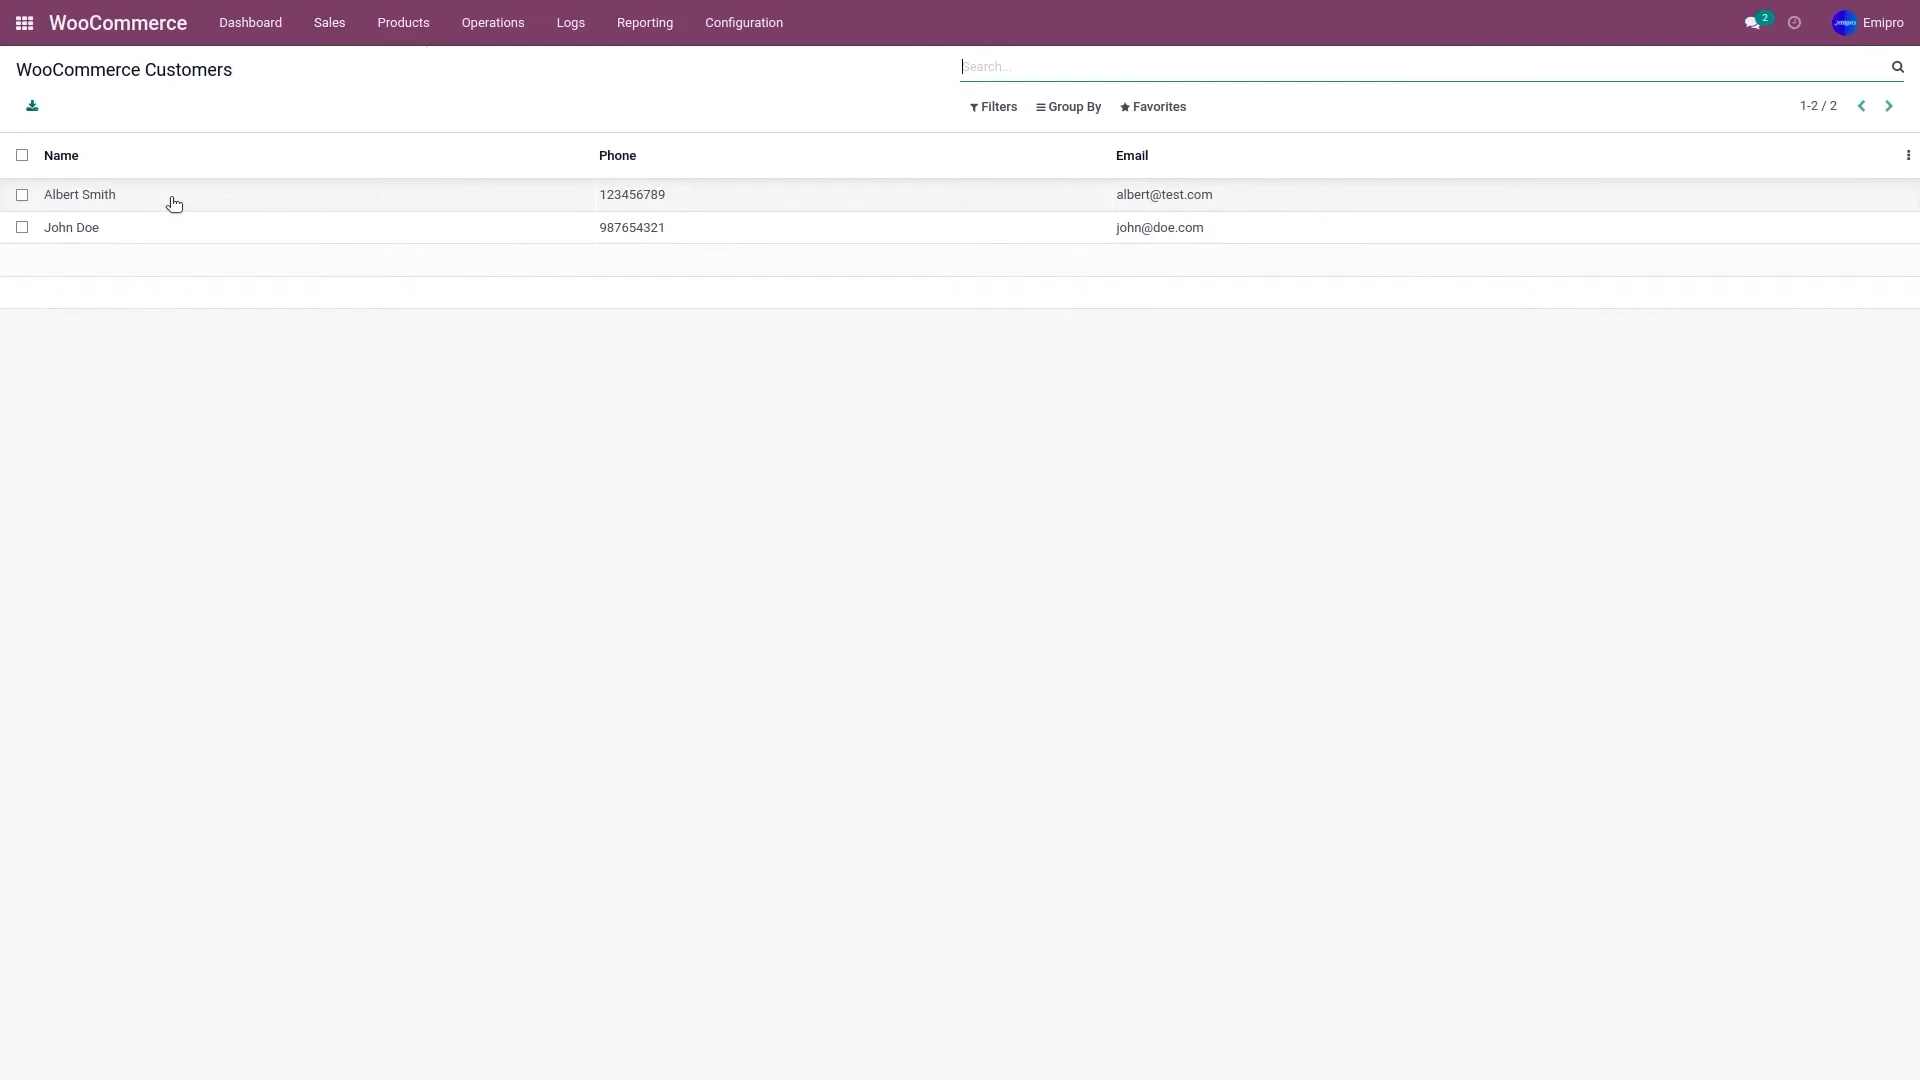 WooCommerce Dashboard Sales Products Operations Logs Reporting Configuration 2 Emipro
WooCommerce Customers Search...
Filters Group By Favorites 1-2 / 2
Name Phone Email
Albert Smith 123456789 albert@test.com
John Doe 987654321 john@doe.com